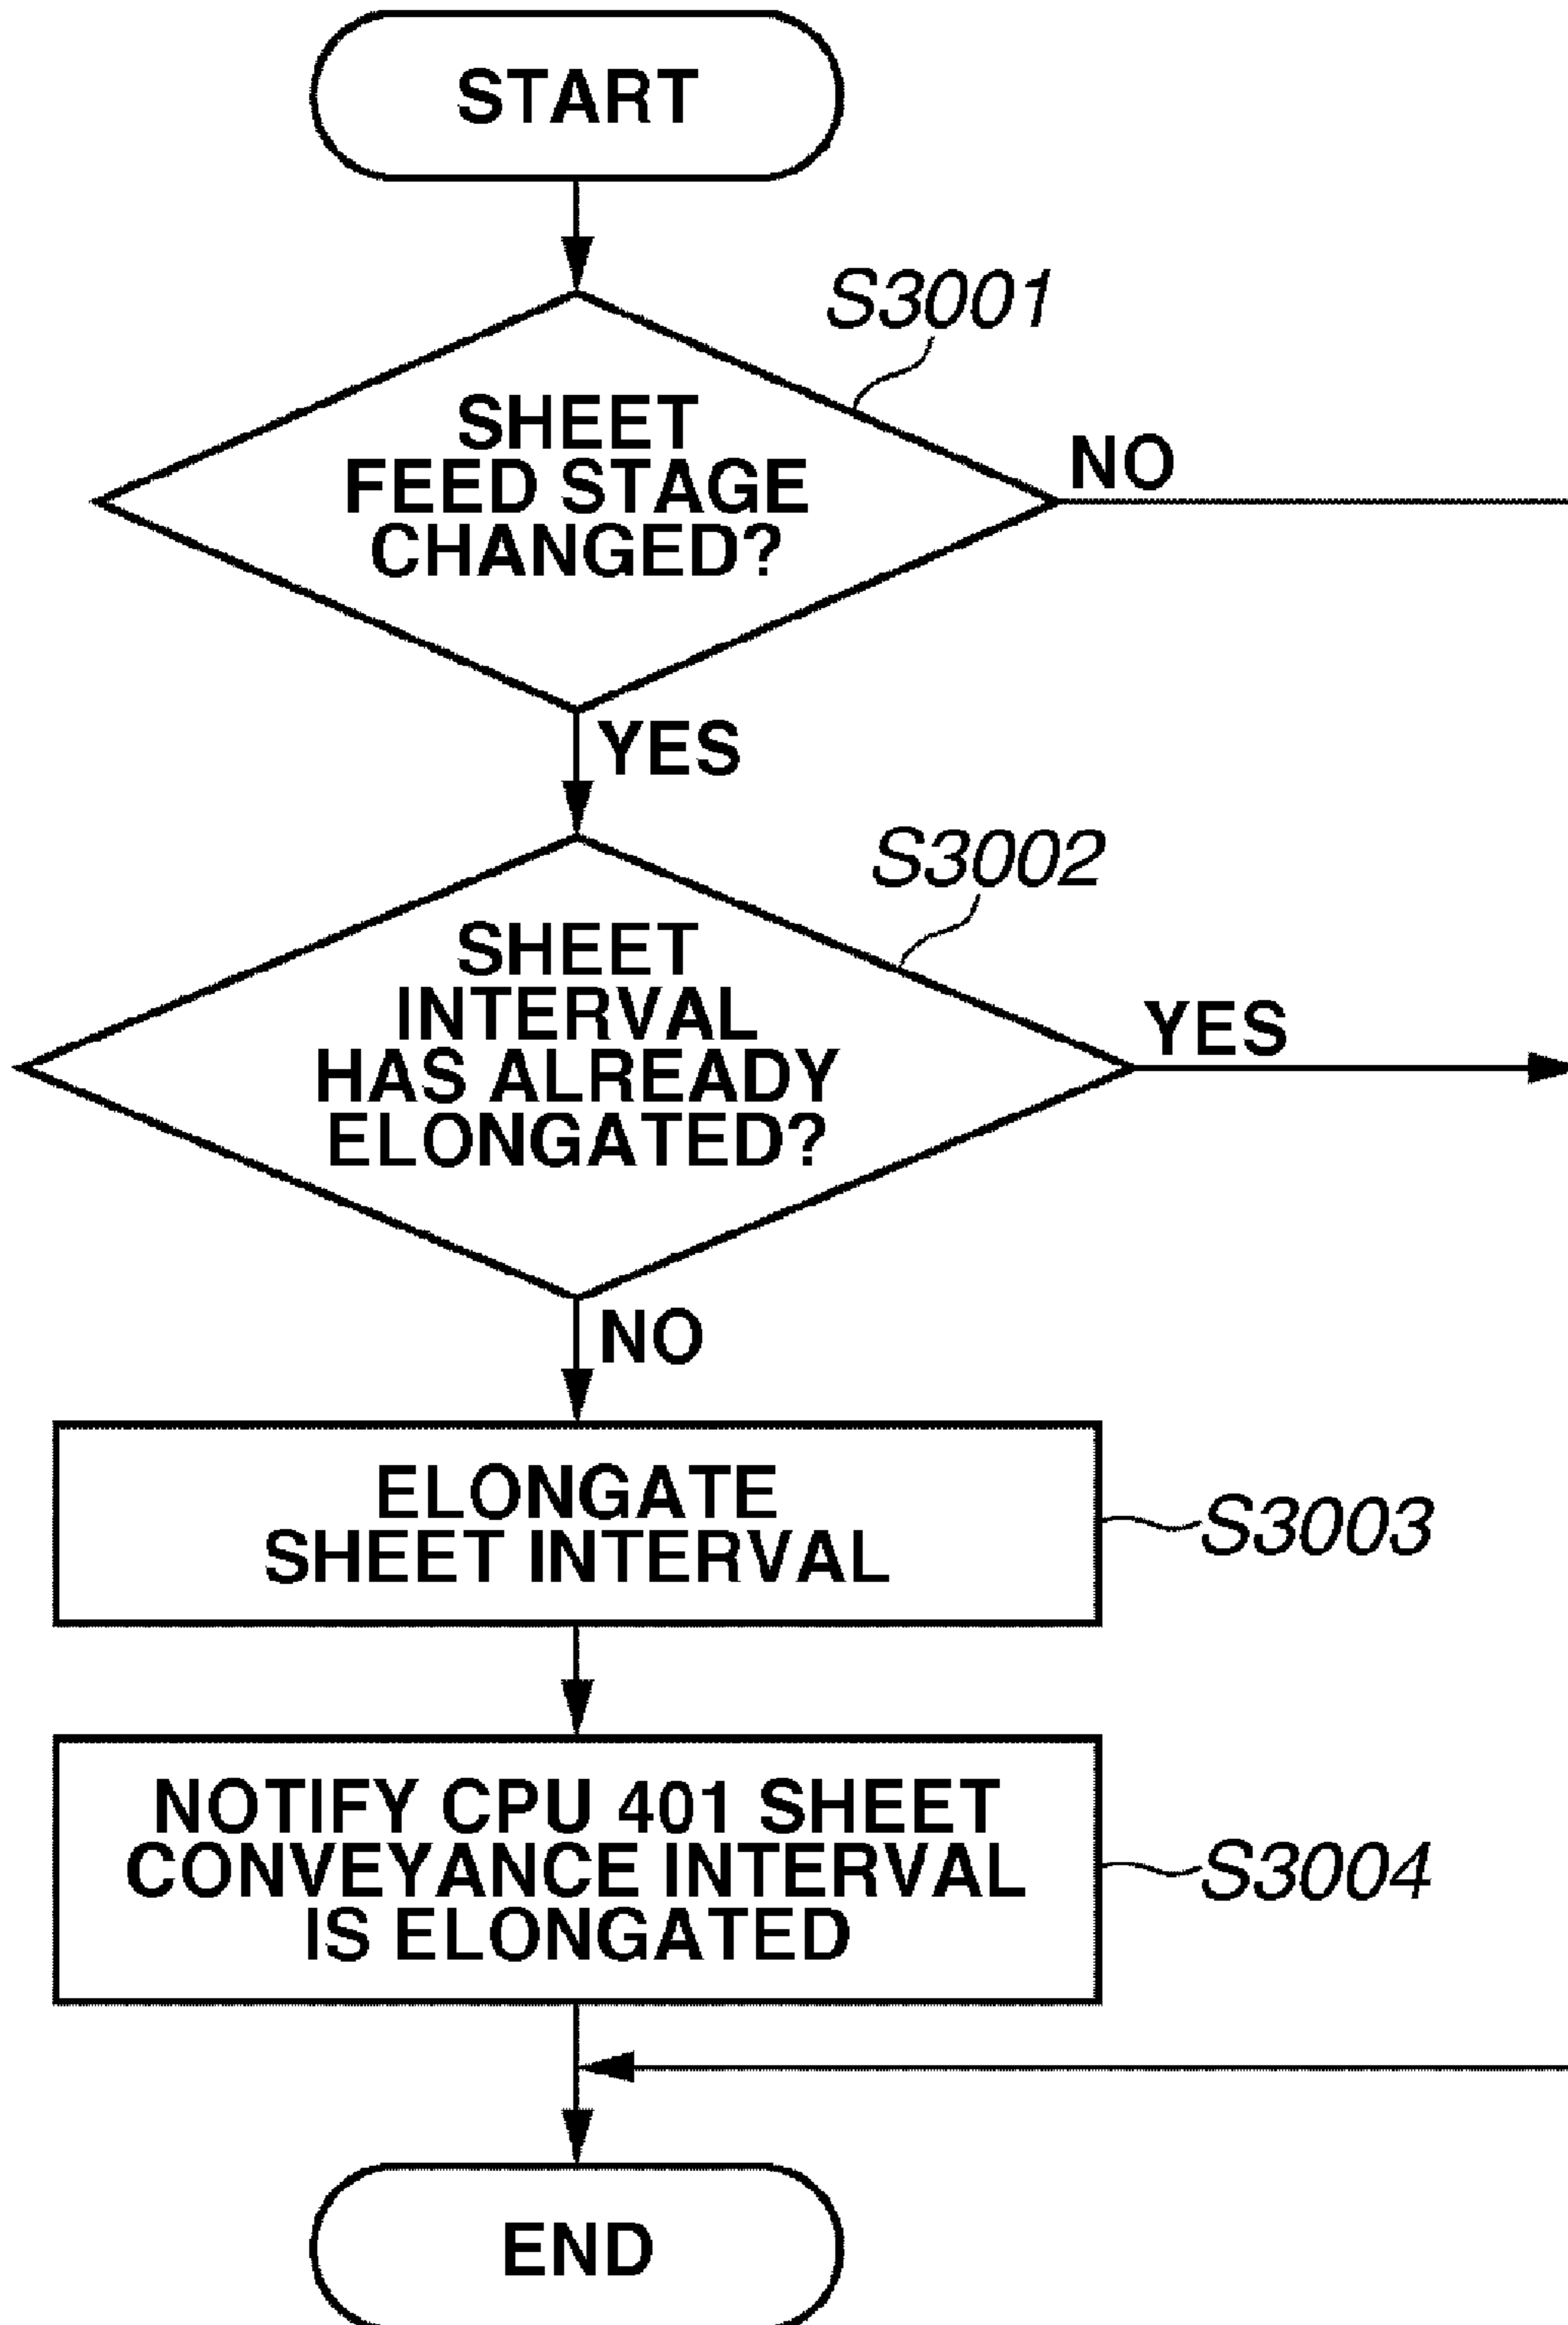 START
S3001
SHEET
FEED STAGE
CHANGED?
NO
YES
S3002
SHEET
INTERVAL
HAS ALREADY
ELONGATED?
YES
NO
ELONGATE
SHEET INTERVAL
S3003
NOTIFY CPU 401 SHEET
CONVEYANCE INTERVAL
IS ELONGATED
S3004
END